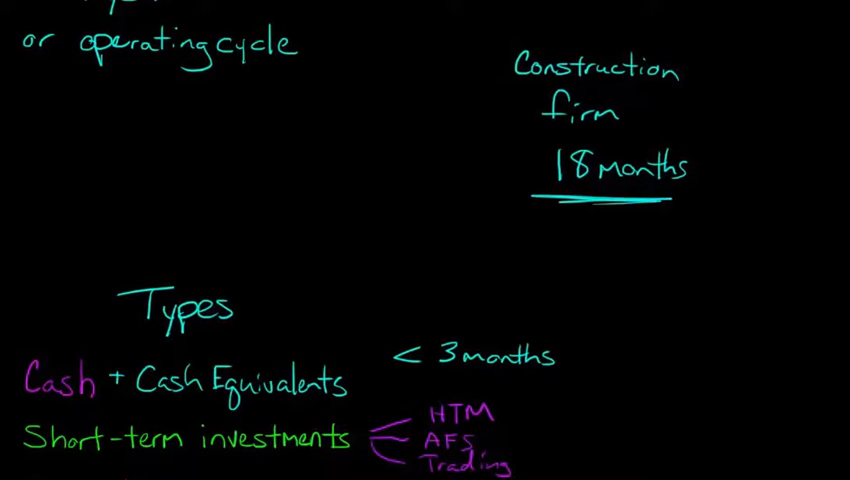 or operating cycle
Construction
firm
18 months
Types
< 3 months
Cash + Cash Equivalents
HTM
Short-term investments
AFS
Trading